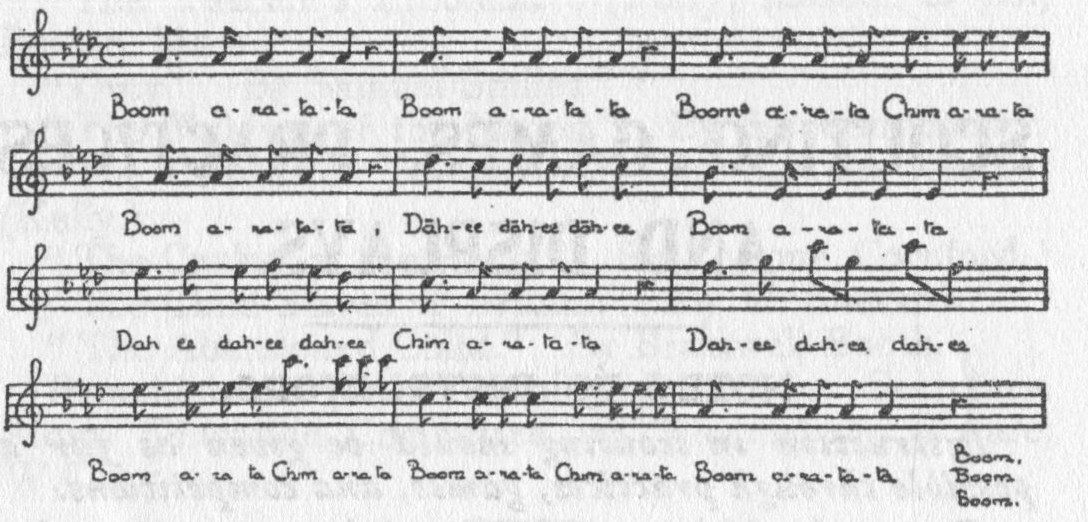 Boom a-ra-ta-ta Boom a-ra-ta-ta Boom a-ra-ta Chim a-ra-ta
Boom a-ra-ta-ta, Däh-ee däh-ee däh-ee Boom a-ra-ta-ta
Dah ee dah-ee dah-ee Chim a-ra-ta-ta Dah-ee dah-ee dah-ee
Boom a-ra ta Chim a-ra-ta Boom a-ra-ta Chim a-ra-ta Boom a-ra-ta-ta Boom.
Boom
Boom.